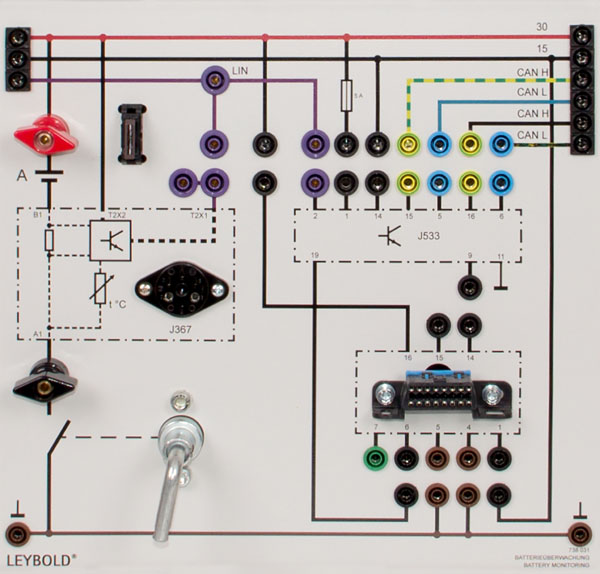 30
15
CAN H
LIN
CAN L
5 A
CAN H
CAN L
A
B1
T2X2
T2X1
2
1
14
15
5
16
6
J533
19
9
11
t °C
J367
A1
16
15
14
7
6
5
4
1
LEYBOLD®
738 531
BATTERIEÜBERWACHUNG
BATTERY MONITORING